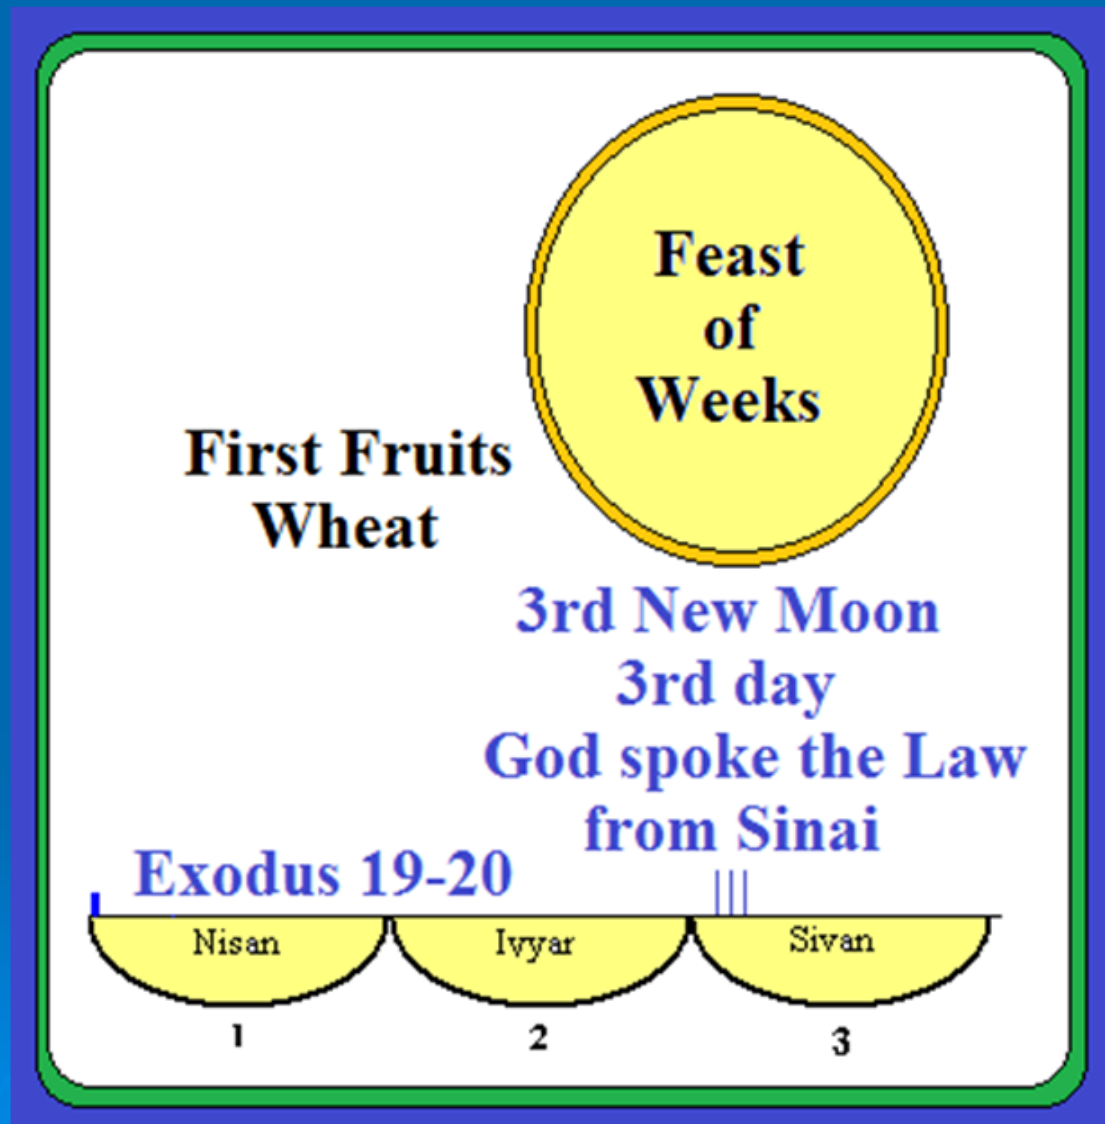 Feast
of
Weeks
First Fruits
Wheat
3rd New Moon
3rd day
God spoke the Law
from Sinai
Exodus 19-20
Nisan
Ivyar
Sivan
1
2
3